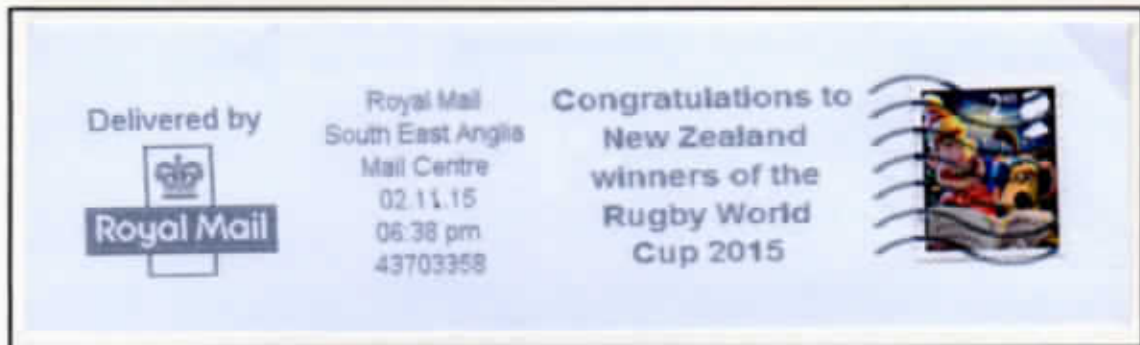 Delivered by
Royal Mail
Royal Mail
South East Anglia
Mail Centre
02.11.15
06:38 pm
43703358
Congratulations to
New Zealand
winners of the
Rugby World
Cup 2015